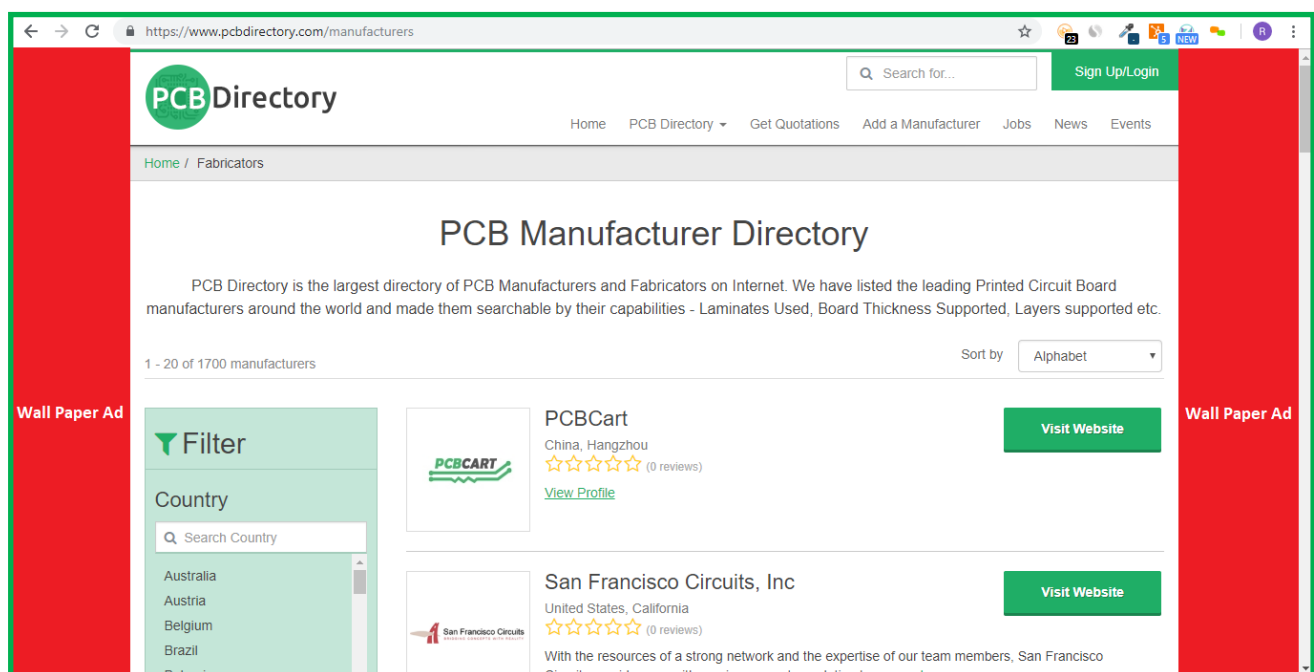 https://www.pcbdirectory.com/manufacturers
23
5
NEW
R
PCBDirectory
Search for...
Sign Up/Login
Home PCB Directory Get Quotations Add a Manufacturer Jobs News Events
Home / Fabricators
PCB Manufacturer Directory
PCB Directory is the largest directory of PCB Manufacturers and Fabricators on Internet. We have listed the leading Printed Circuit Board
manufacturers around the world and made them searchable by their capabilities - Laminates Used, Board Thickness Supported, Layers supported etc.
1 - 20 of 1700 manufacturers
Sort by Alphabet
Wall Paper Ad
Wall Paper Ad
Filter
Country
Search Country
Australia
Austria
Belgium
Brazil
PCBCART
PCBCart
China, Hangzhou
(0 reviews)
View Profile
Visit Website
San Francisco Circuits
San Francisco Circuits, Inc
United States, California
(0 reviews)
With the resources of a strong network and the expertise of our team members, San Francisco
Visit Website